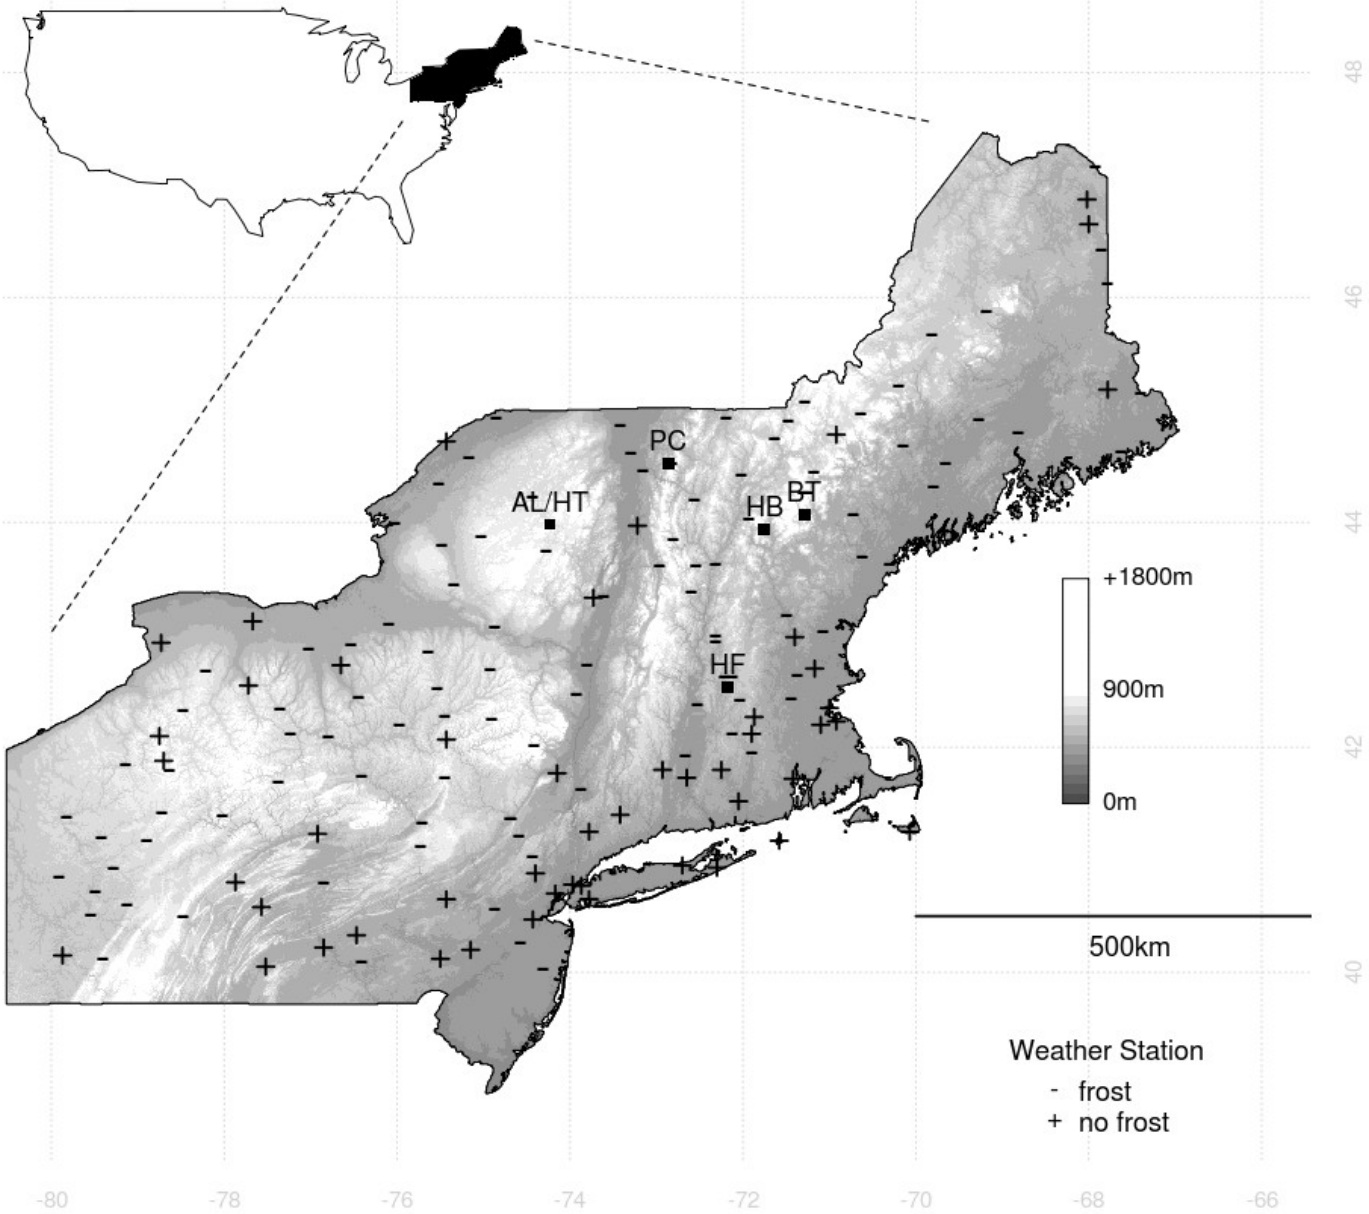 48
46
44
42
40
PC
AL/HT
BT
HB
HF
+1800m
900m
0m
500km
Weather Station
- frost
+ no frost
-80
-78
-76
-74
-72
-70
-68
-66